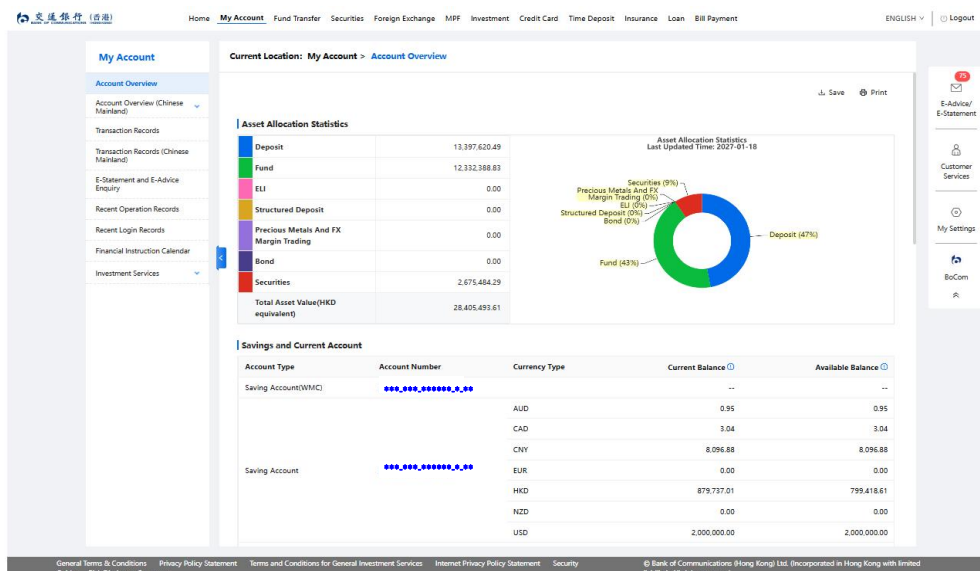 交通銀行 (香港)
BANK OF COMMUNICATIONS (HONG KONG)
Home My Account Fund Transfer Securities Foreign Exchange MPF Investment Credit Card Time Deposit Insurance Loan Bill Payment
ENGLISH Logout
My Account
Account Overview
Account Overview (Chinese
Mainland)
Transaction Records
Transaction Records (Chinese
Mainland)
E-Statement and E-Advice
Enquiry
Recent Operation Records
Recent Login Records
Financial Instruction Calendar
Investment Services
Current Location: My Account > Account Overview
Save Print
Asset Allocation Statistics
Deposit 13,397,620.49
Fund 12,332,388.83
ELI 0.00
Structured Deposit 0.00
Precious Metals And FX
Margin Trading 0.00
Bond 0.00
Securities 2,675,484.29
Total Asset Value(HKD
equivalent) 28,405,493.61
Asset Allocation Statistics
Last Updated Time: 2027-01-18
Securities (9%)
Precious Metals And FX
Margin Trading (0%)
ELI (0%)
Structured Deposit (0%)
Bond (0%)
Deposit (47%)
Fund (43%)
Savings and Current Account
Account Type Account Number Currency Type Current Balance Available Balance
Saving Account(WMC) ***_***_******_*_** -- --
AUD 0.95 0.95
CAD 3.04 3.04
CNY 8,096.88 8,096.88
Saving Account ***_***_******_*_** EUR 0.00 0.00
HKD 879,737.01 799,418.61
NZD 0.00 0.00
USD 2,000,000.00 2,000,000.00
75
E-Advice/
E-Statement
Customer
Services
My Settings
BoCom
General Terms & Conditions Privacy Policy Statement Terms and Conditions for General Investment Services Internet Privacy Policy Statement Security
© Bank of Communications (Hong Kong) Ltd. (Incorporated in Hong Kong with limited